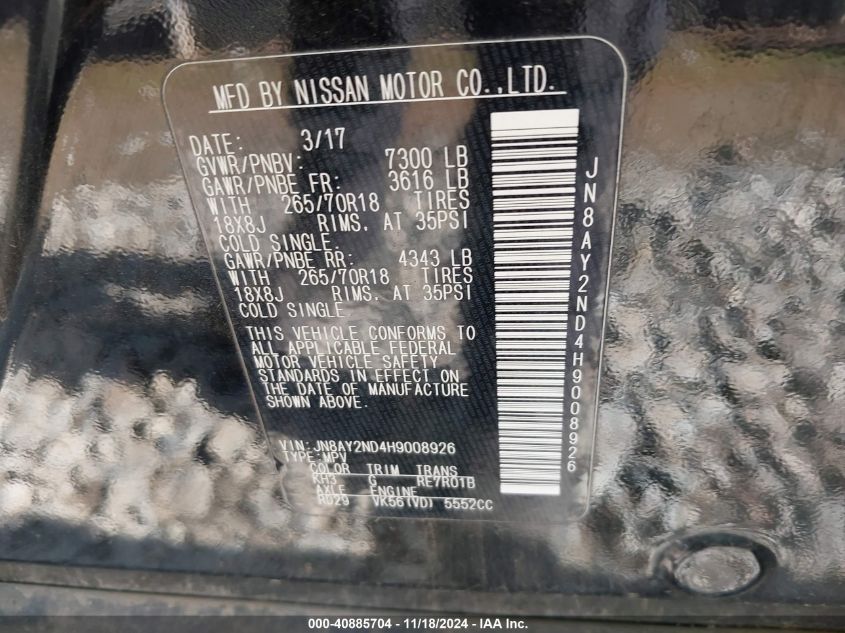 MFD BY NISSAN MOTOR CO.,LTD.
DATE: 3/17
GVWR/PNBV: 7300 LB
GAWR/PNBE FR: 3616 LB
WITH 265/70R18 TIRES
18X8J RIMS. AT 35PSI
COLD SINGLE.
GAWR/PNBE RR: 4343 LB
WITH 265/70R18 TIRES
18X8J RIMS. AT 35PSI
COLD SINGLE
THIS VEHICLE CONFORMS TO
ALL APPLICABLE FEDERAL
MOTOR VEHICLE SAFETY
STANDARDS IN EFFECT ON
THE DATE OF MANUFACTURE
SHOWN ABOVE.
VIN: JN8AY2ND4H9008926
TYPE: MPV
COLOR TRIM TRANS
KH3 G RE7R01B
AXLE ENGINE
RD29 VK56(VD) 5552CC
JN8AY2ND4H9008926
000-40885704 - 11/18/2024 - IAA Inc.